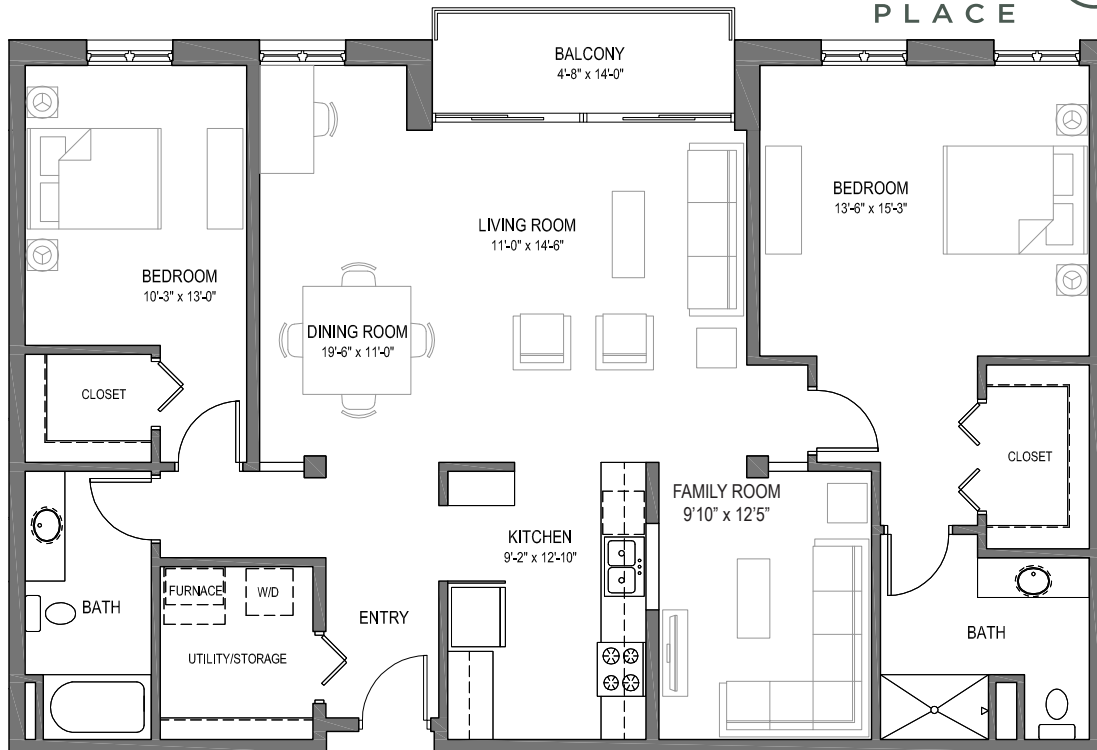 PLACE
BALCONY
4'-8" x 14'-0"
BEDROOM
13'-6" x 15'-3"
LIVING ROOM
11'-0" x 14'-6"
BEDROOM
10'-3" x 13'-0"
DINING ROOM
19'-6" x 11'-0"
CLOSET
CLOSET
FAMILY ROOM
9'10” x 12'5”
KITCHEN
9'-2" x 12'-10"
FURNACE
W/D
BATH
ENTRY
BATH
UTILITY/STORAGE